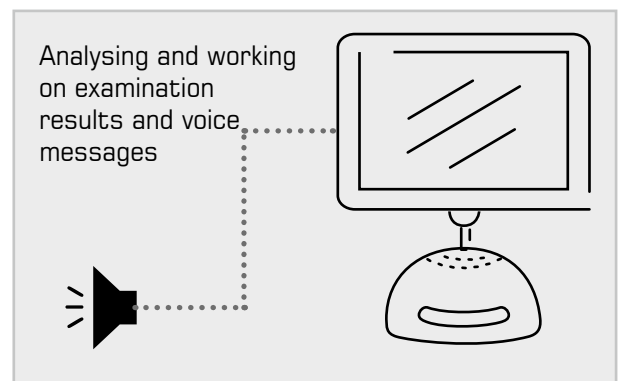 Analysing and working
on examination
results and voice
messages